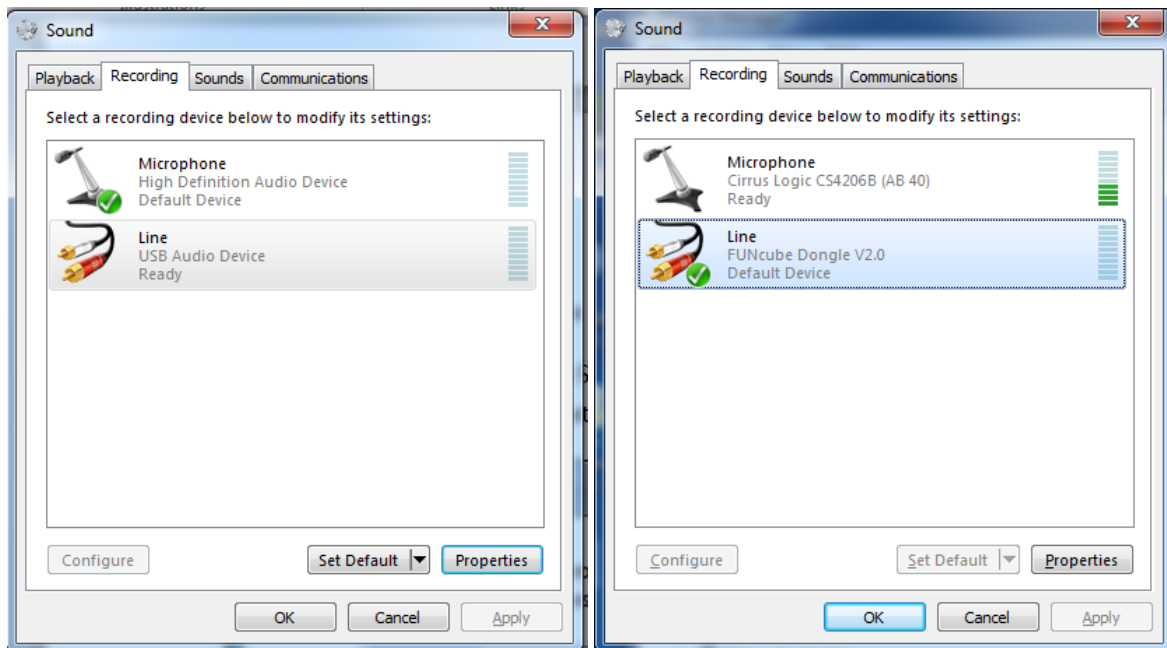 Sound
Playback Recording Sounds Communications
Select a recording device below to modify its settings:
Microphone
High Definition Audio Device
Default Device
Line
USB Audio Device
Ready
Configure Set Default Properties
OK Cancel Apply
Sound
Playback Recording Sounds Communications
Select a recording device below to modify its settings:
Microphone
Cirrus Logic CS4206B (AB 40)
Ready
Line
FUNcube Dongle V2.0
Default Device
Configure Set Default Properties
OK Cancel Apply